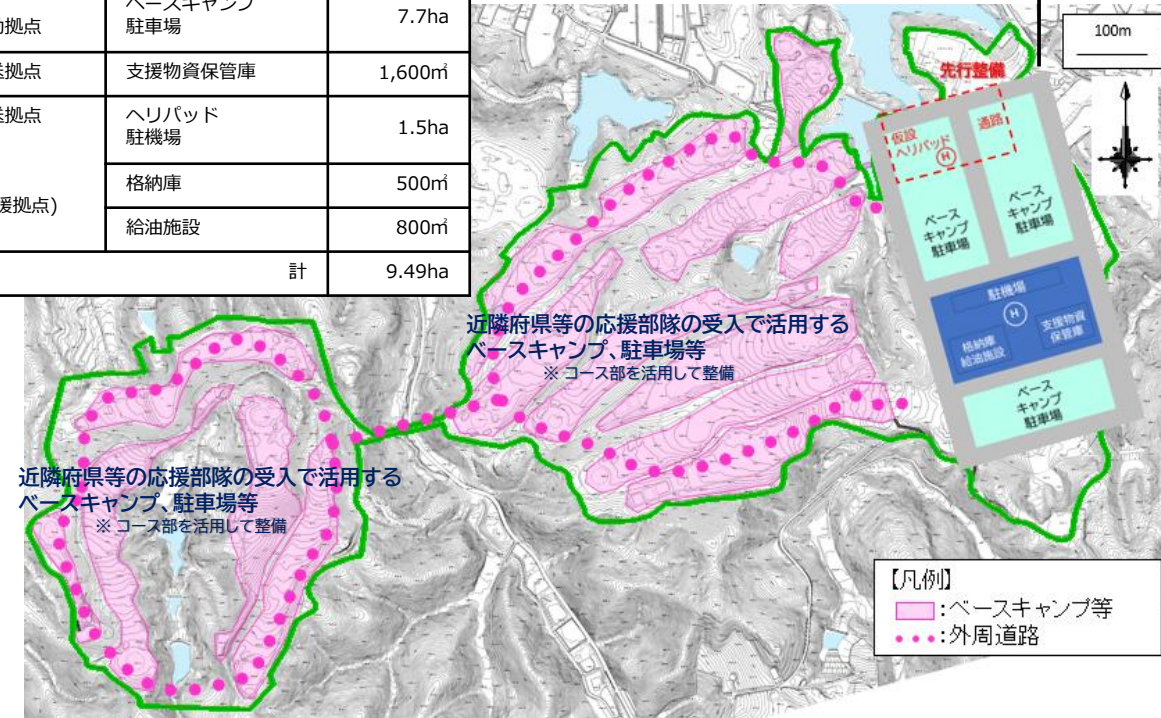 ベースキャンプ
駐車場
7.7ha
拠点
支援物資保管庫
1,600㎡
拠点
ヘリパッド
駐機場
1.5ha
援拠点)
格納庫
500㎡
給油施設
800㎡
計
9.49ha
100m
先行整備
仮設
ヘリパッド
H
通路
ベース
キャンプ
駐車場
ベース
キャンプ
駐車場
駐機場
H
格納庫
給油施設
支援物資
保管庫
ベース
キャンプ
駐車場
近隣府県等の応援部隊の受入で活用する
ベースキャンプ、駐車場等
※ コース部を活用して整備
近隣府県等の応援部隊の受入で活用する
ベースキャンプ、駐車場等
※ コース部を活用して整備
【凡例】
:ベースキャンプ等
:外周道路